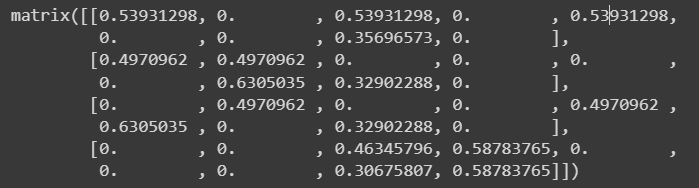 matrix([[0.53931298, 0.        , 0.53931298, 0.        , 0.53931298,
         0.        , 0.        , 0.35696573, 0.        ],
        [0.4970962 , 0.4970962 , 0.        , 0.        , 0.        ,
         0.        , 0.6305035 , 0.32902288, 0.        ],
        [0.        , 0.4970962 , 0.        , 0.        , 0.4970962 ,
         0.6305035 , 0.        , 0.32902288, 0.        ],
        [0.        , 0.        , 0.46345796, 0.58783765, 0.        ,
         0.        , 0.        , 0.30675807, 0.58783765]])